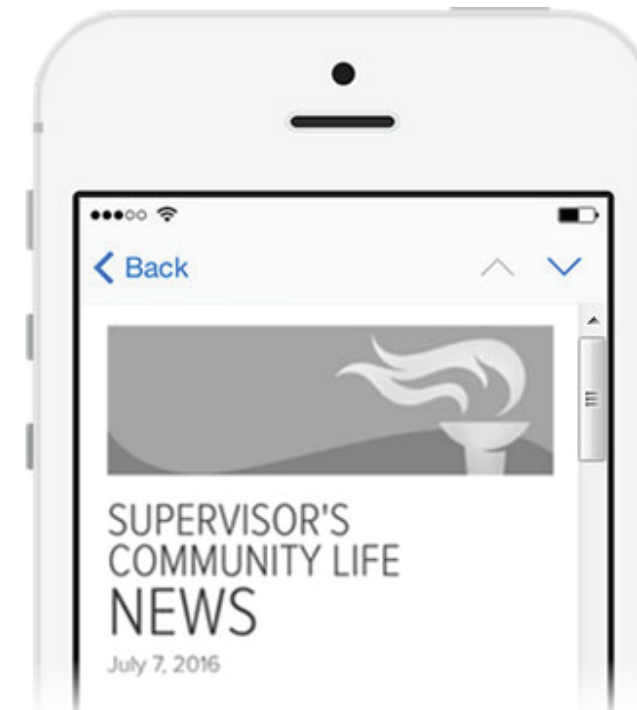 Back
SUPERVISOR'S
COMMUNITY LIFE
NEWS
July 7, 2016